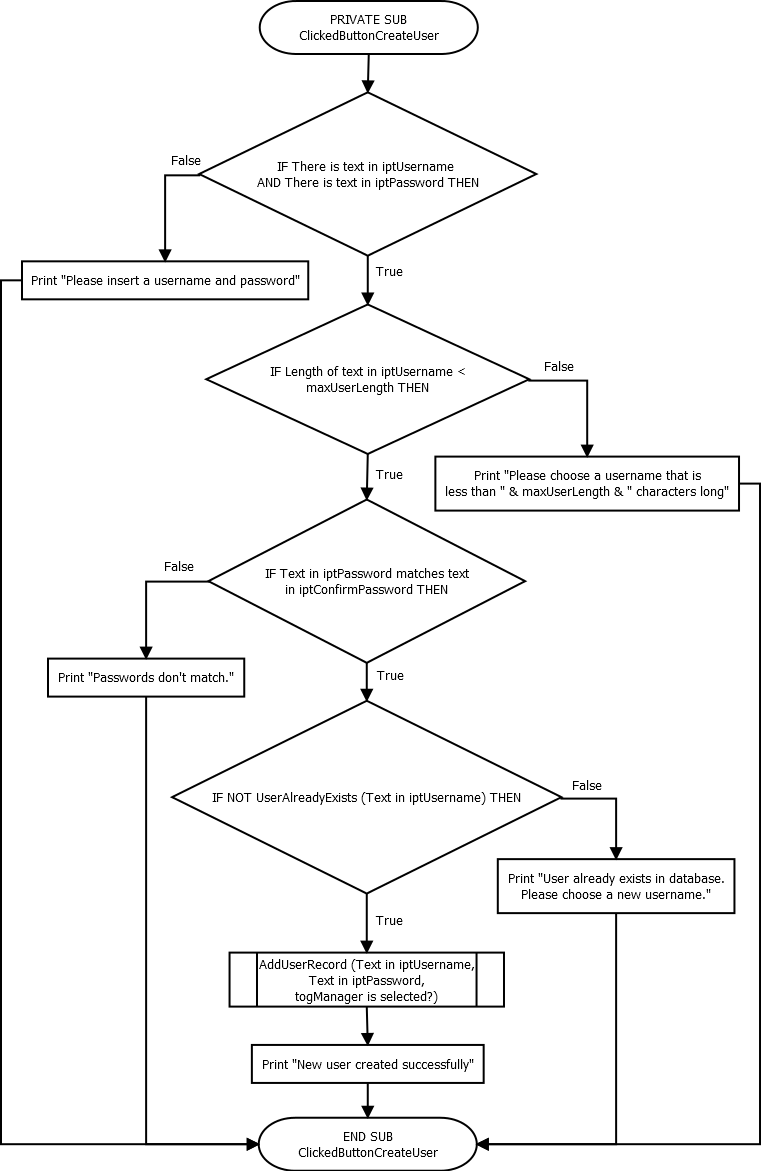 PRIVATE SUB
ClickedButtonCreateUser
False
IF There is text in iptUsername
AND There is text in iptPassword THEN
True
Print "Please insert a username and password"
False
IF Length of text in iptUsername <
maxUserLength THEN
True
Print "Please choose a username that is
less than " & maxUserLength & " characters long"
False
IF Text in iptPassword matches text
in iptConfirmPassword THEN
True
Print "Passwords don't match."
False
IF NOT UserAlreadyExists (Text in iptUsername) THEN
Print "User already exists in database.
Please choose a new username."
True
AddUserRecord (Text in iptUsername,
Text in iptPassword,
togManager is selected?)
Print "New user created successfully"
END SUB
ClickedButtonCreateUser